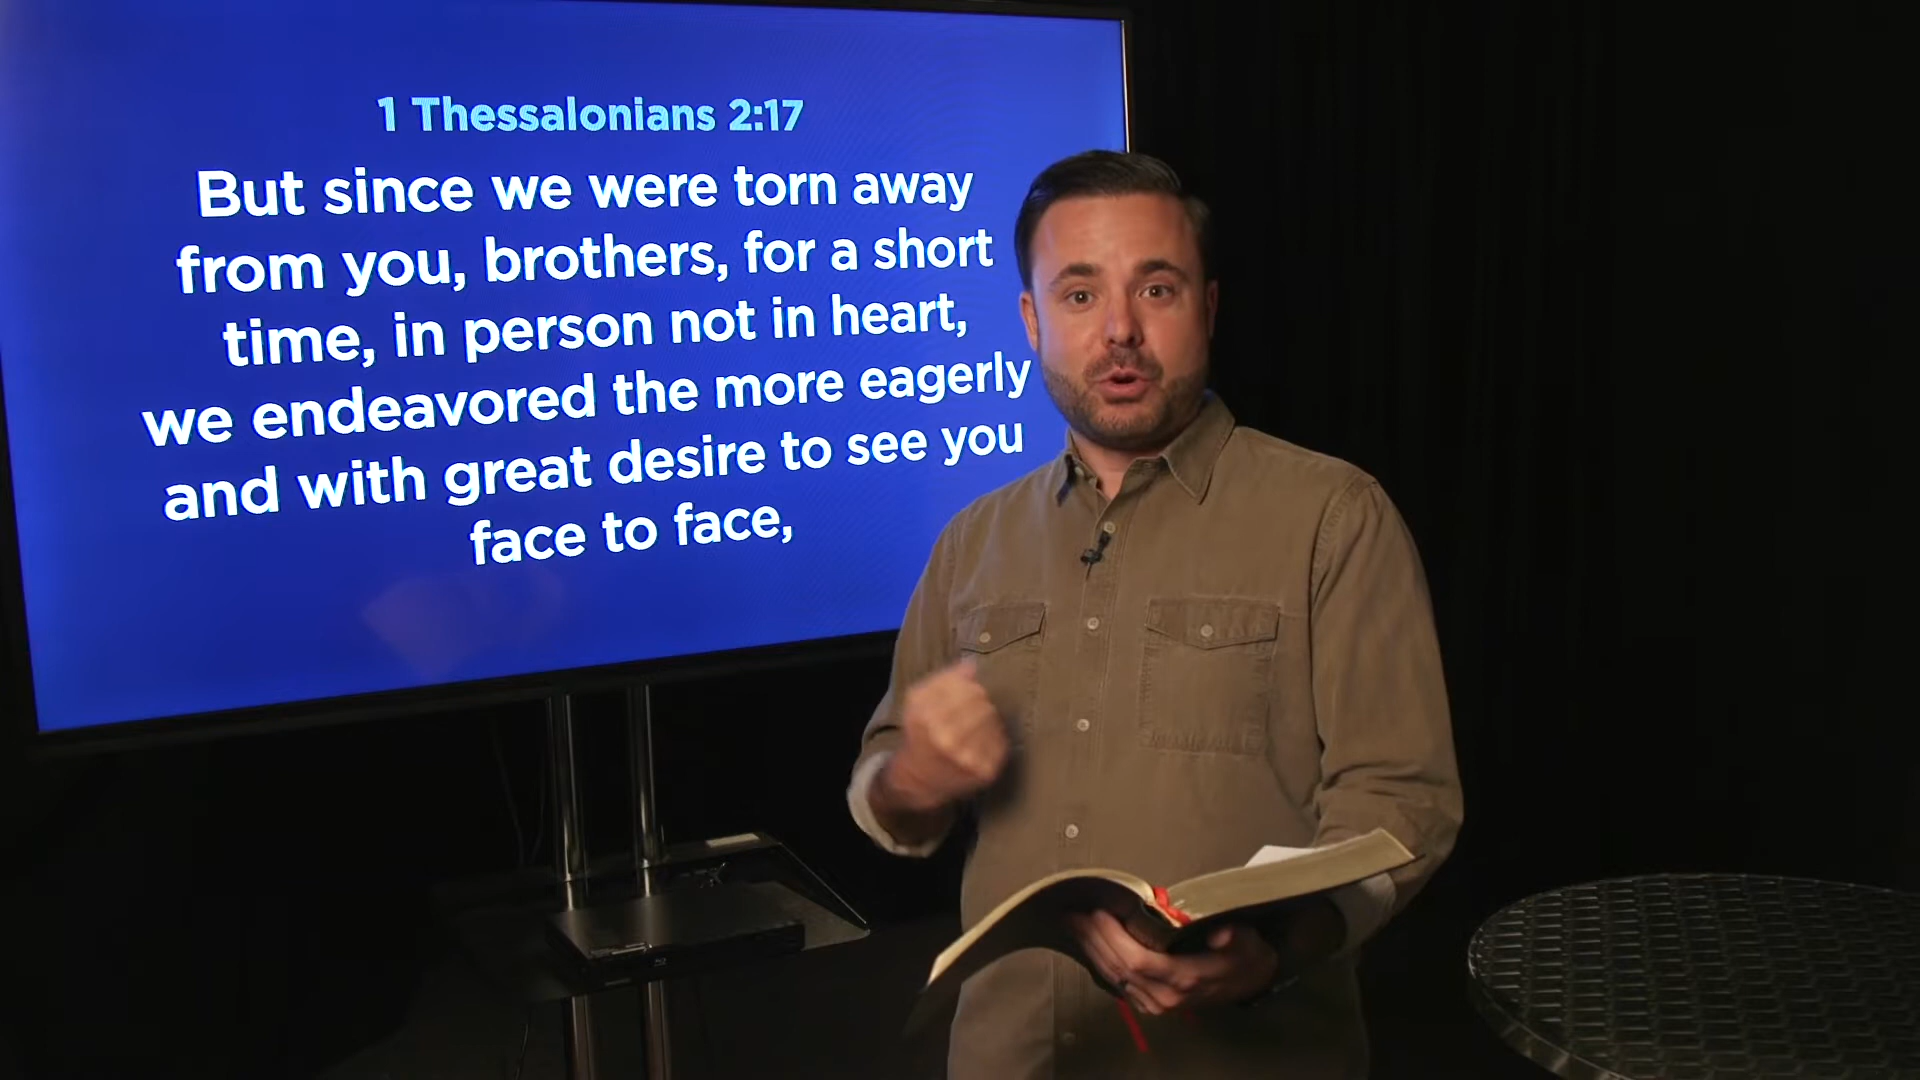 1 Thessalonians 2:17
But since we were torn away
from you, brothers, for a short
time, in person not in heart,
we endeavored the more eagerly
and with great desire to see you
face to face,